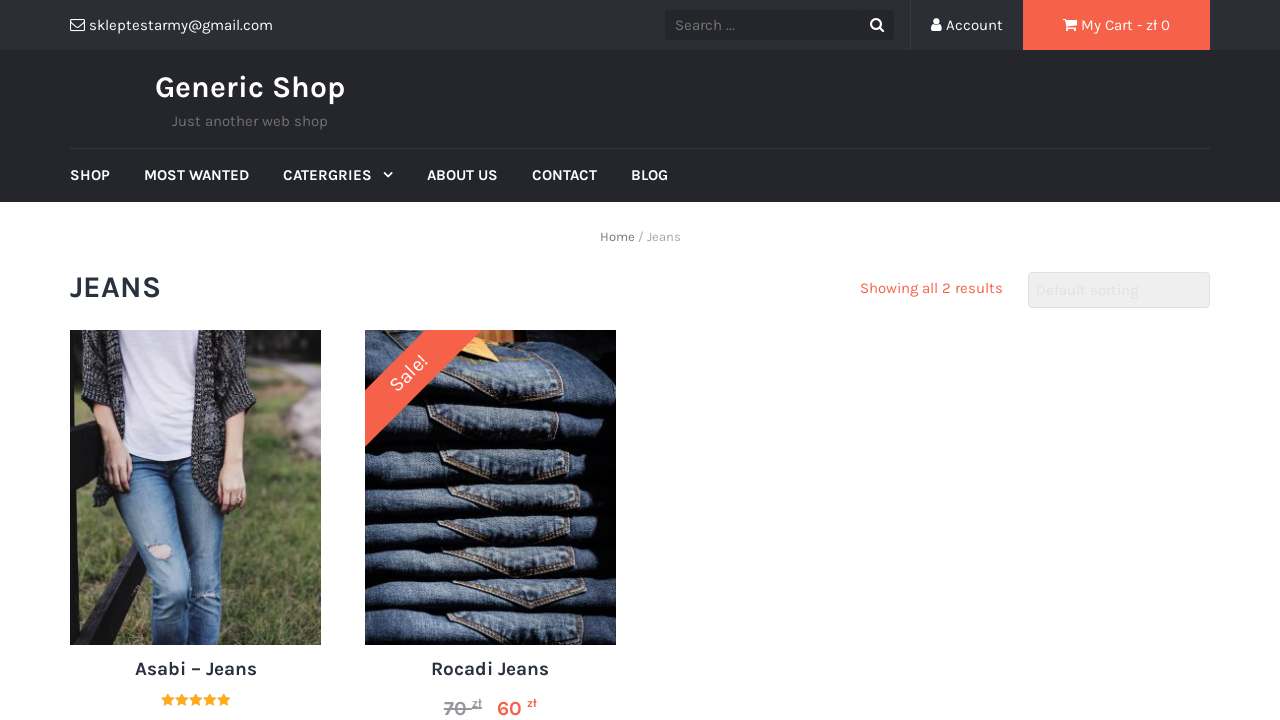 skleptestarmy@gmail.com
Search ...
Account
My Cart - zł 0
Generic Shop
Just another web shop
SHOP
MOST WANTED
CATERGRIES
ABOUT US
CONTACT
BLOG
Home / Jeans
JEANS
Showing all 2 results
Default sorting
Sale!
Asabi – Jeans
Rocadi Jeans
70 zł 60 zł